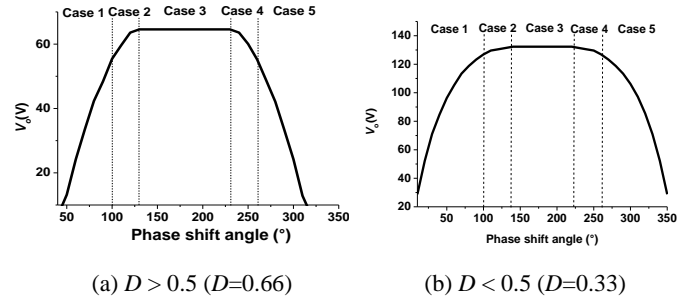 Case 1 Case 2 Case 3 Case 4 Case 5
60
40
20
Vo(V)
50 100 150 200 250 300 350
Phase shift angle (°)
(a) D > 0.5 (D=0.66)
Case 1 Case 2 Case 3 Case 4 Case 5
140
120
100
80
60
40
20
Vo(V)
50 100 150 200 250 300 350
Phase shift angle (°)
(b) D < 0.5 (D=0.33)